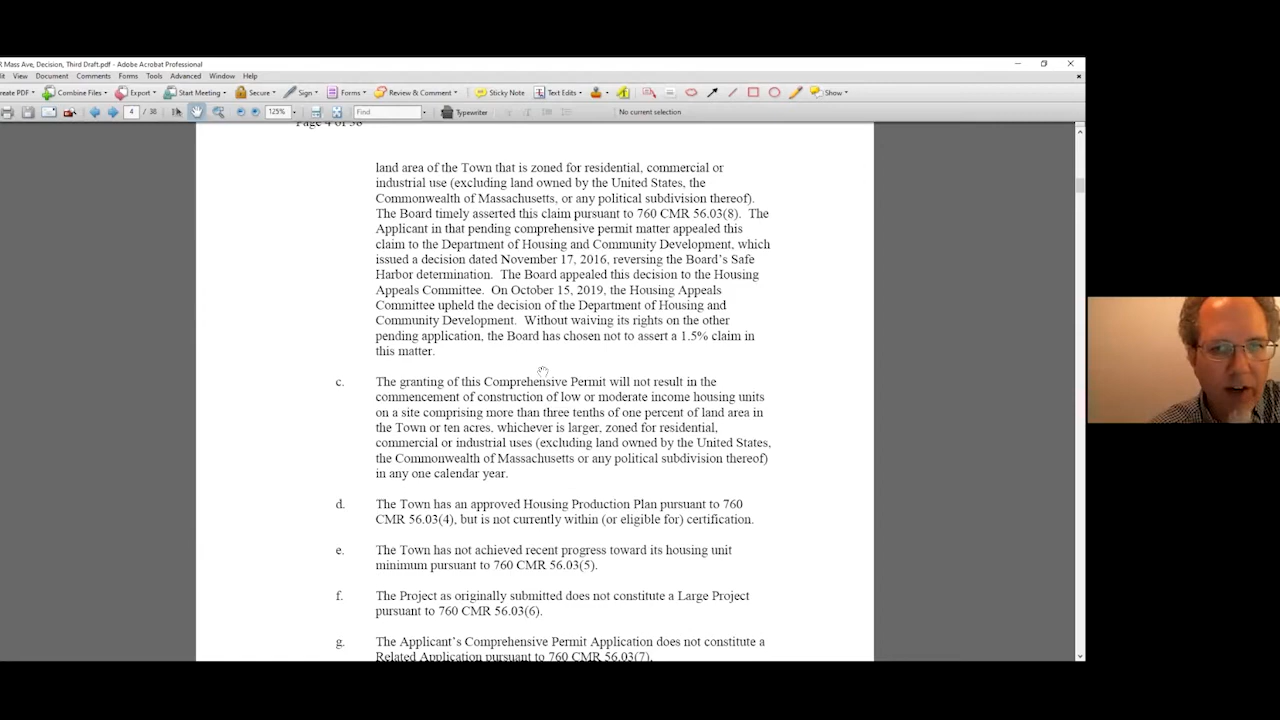 R Mass Ave, Decision, Third Draft.pdf - Adobe Acrobat Professional
it View Document Comments Forms Tools Advanced Window Help
reate PDF Combine Files Export Start Meeting Secure Sign Forms Review & Comment Sticky Note Text Edits Show
4 / 38 125% Find Typewriter No current selection
Page 4 of 38
land area of the Town that is zoned for residential, commercial or
industrial use (excluding land owned by the United States, the
Commonwealth of Massachusetts, or any political subdivision thereof).
The Board timely asserted this claim pursuant to 760 CMR 56.03(8). The
Applicant in that pending comprehensive permit matter appealed this
claim to the Department of Housing and Community Development, which
issued a decision dated November 17, 2016, reversing the Board's Safe
Harbor determination. The Board appealed this decision to the Housing
Appeals Committee. On October 15, 2019, the Housing Appeals
Committee upheld the decision of the Department of Housing and
Community Development. Without waiving its rights on the other
pending application, the Board has chosen not to assert a 1.5% claim in
this matter.
c. The granting of this Comprehensive Permit will not result in the
commencement of construction of low or moderate income housing units
on a site comprising more than three tenths of one percent of land area in
the Town or ten acres, whichever is larger, zoned for residential,
commercial or industrial uses (excluding land owned by the United States,
the Commonwealth of Massachusetts or any political subdivision thereof)
in any one calendar year.
d. The Town has an approved Housing Production Plan pursuant to 760
CMR 56.03(4), but is not currently within (or eligible for) certification.
e. The Town has not achieved recent progress toward its housing unit
minimum pursuant to 760 CMR 56.03(5).
f. The Project as originally submitted does not constitute a Large Project
pursuant to 760 CMR 56.03(6).
g. The Applicant's Comprehensive Permit Application does not constitute a
Related Application pursuant to 760 CMR 56.03(7).